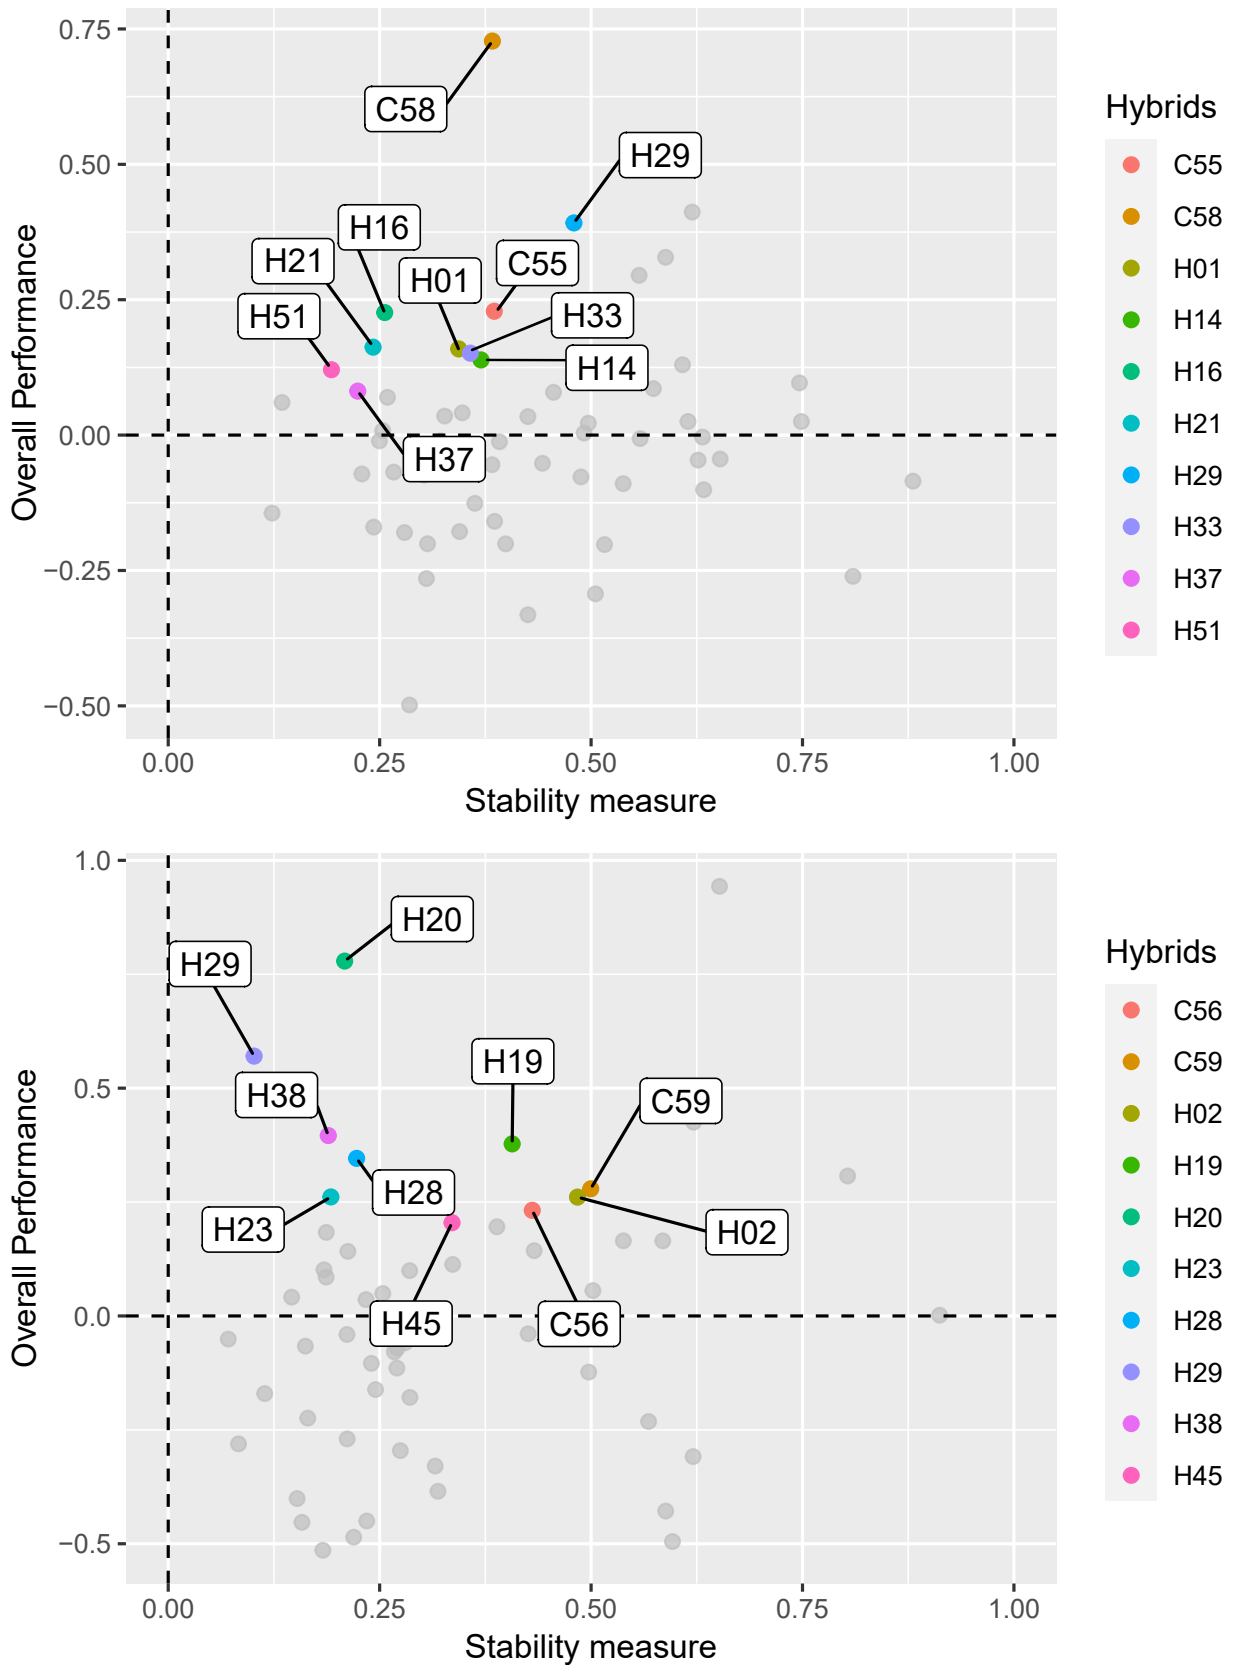 0.75
0.50
0.25
0.00
−0.25
−0.50
Overall Performance
C58
H29
H16
H21
H01
C55
H51
H33
H14
H37
0.00 0.25 0.50 0.75 1.00
Stability measure
Hybrids
C55
C58
H01
H14
H16
H21
H29
H33
H37
H51
1.0
0.5
0.0
−0.5
Overall Performance
H20
H29
H19
H38
C59
H28
H23
H02
H45
C56
0.00 0.25 0.50 0.75 1.00
Stability measure
Hybrids
C56
C59
H02
H19
H20
H23
H28
H29
H38
H45